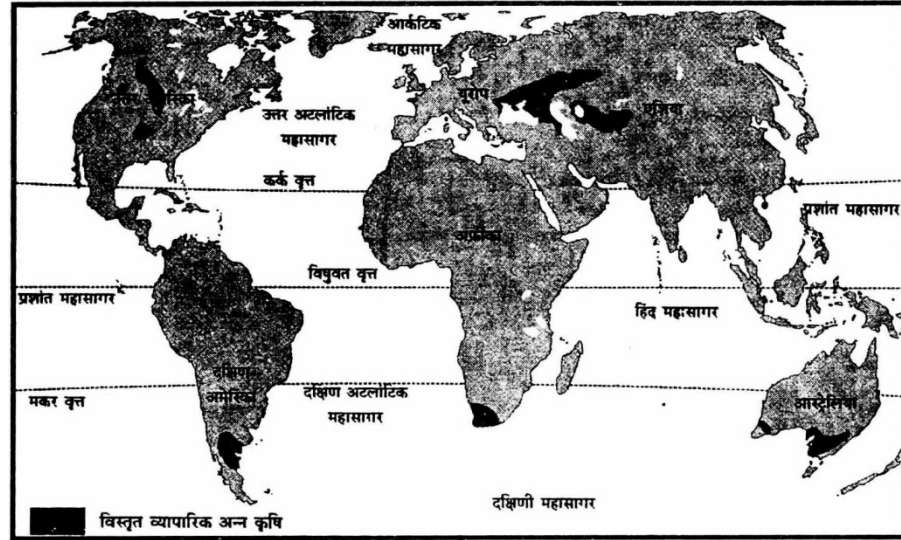 आर्कटिक
महासागर
यूरोप
एशिया
उत्तर अटलांटिक
महासागर
कर्क वृत्त
प्रशांत महासागर
अफ्रीका
विषुवत वृत्त
प्रशांत महासागर
हिंद महासागर
दक्षिण
अमेरिका
मकर वृत्त
दक्षिण अटलांटिक
महासागर
आस्ट्रेलिया
दक्षिणी महासागर
विस्तृत व्यापारिक अन्न कृषि